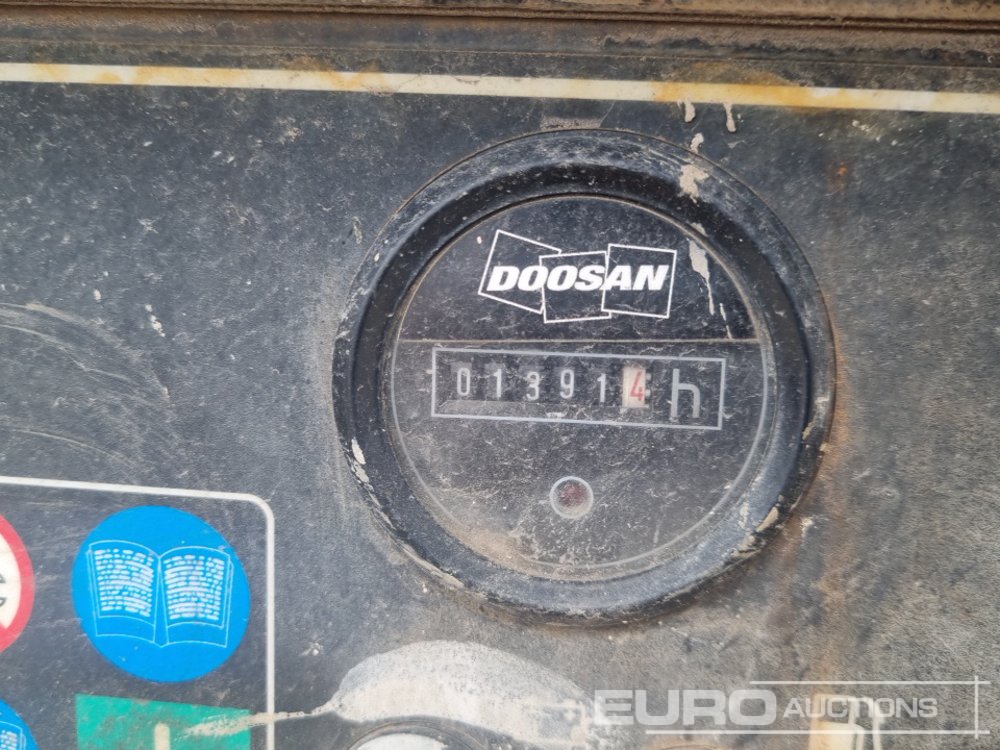 DOOSAN
013914 h
EURO AUCTIONS